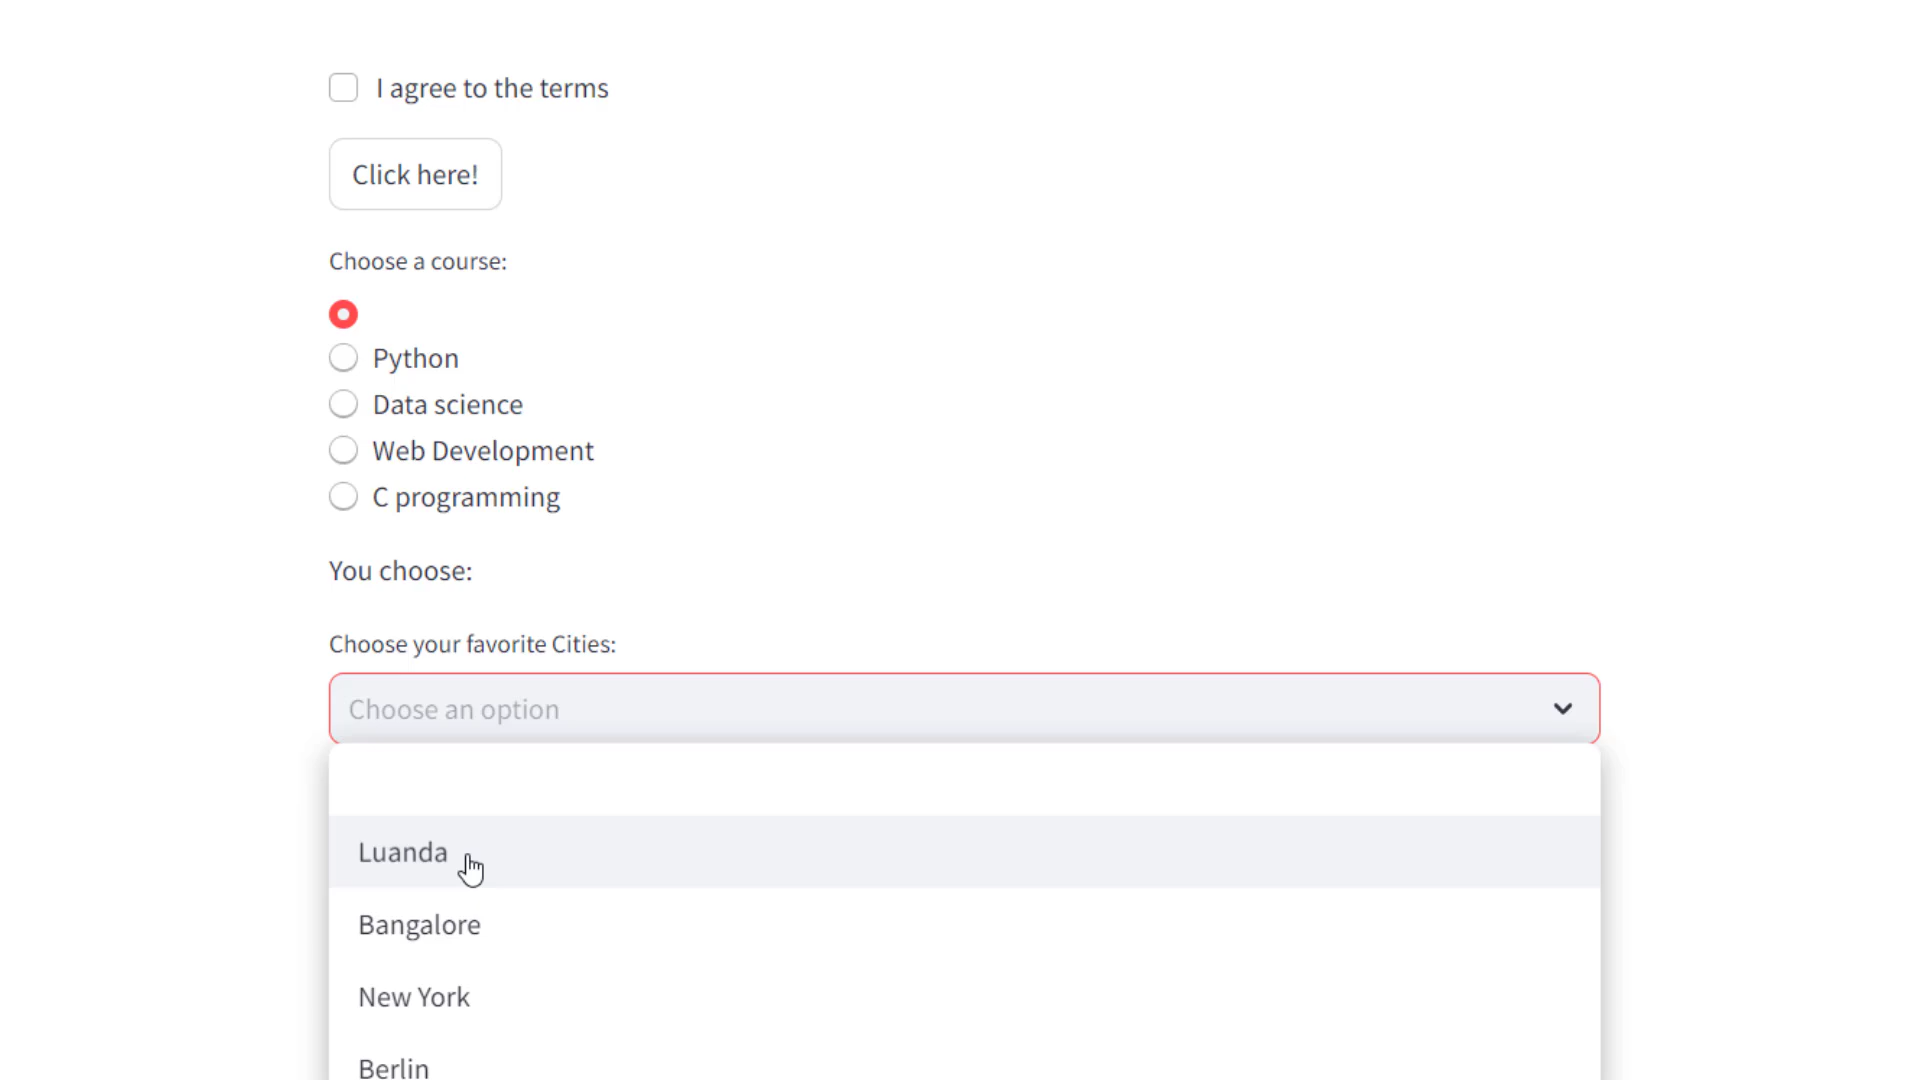 I agree to the terms
Click here!
Choose a course:
Python
Data science
Web Development
C programming
You choose:
Choose your favorite Cities:
Choose an option
Luanda
Bangalore
New York
Berlin